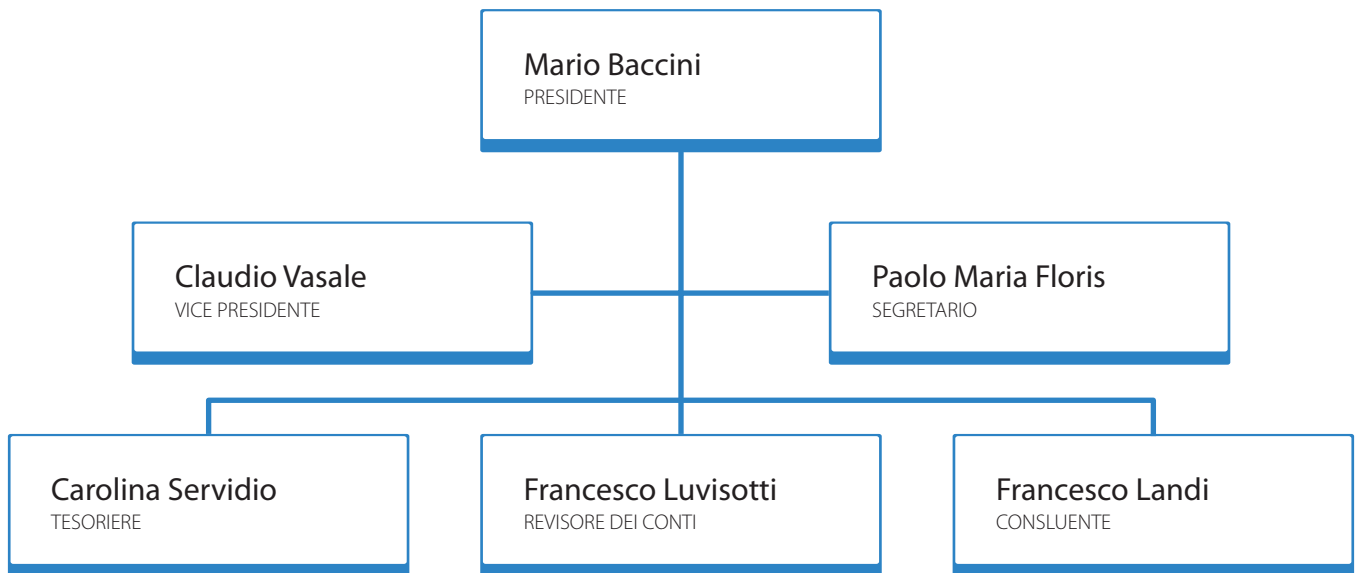 Mario Baccini
PRESIDENTE
Claudio Vasale
VICE PRESIDENTE
Paolo Maria Floris
SEGRETARIO
Carolina Servidio
TESORIERE
Francesco Luvisotti
REVISORE DEI CONTI
Francesco Landi
CONSLUENTE